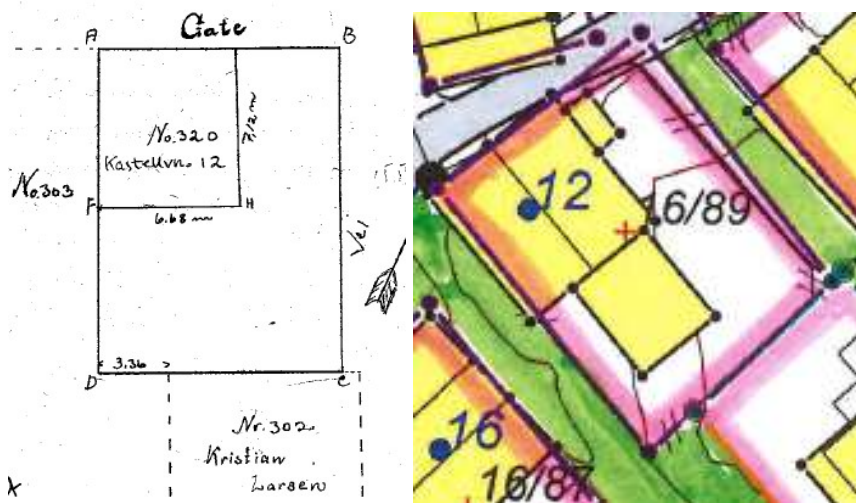 Gate
A
B
No.320
Kastellvn. 12
7,12 m
No.303
F
H
6.68 m
Vei
3.36
D
C
Nr.302.
Kristian
Larsen
12
16/89
16
16/87